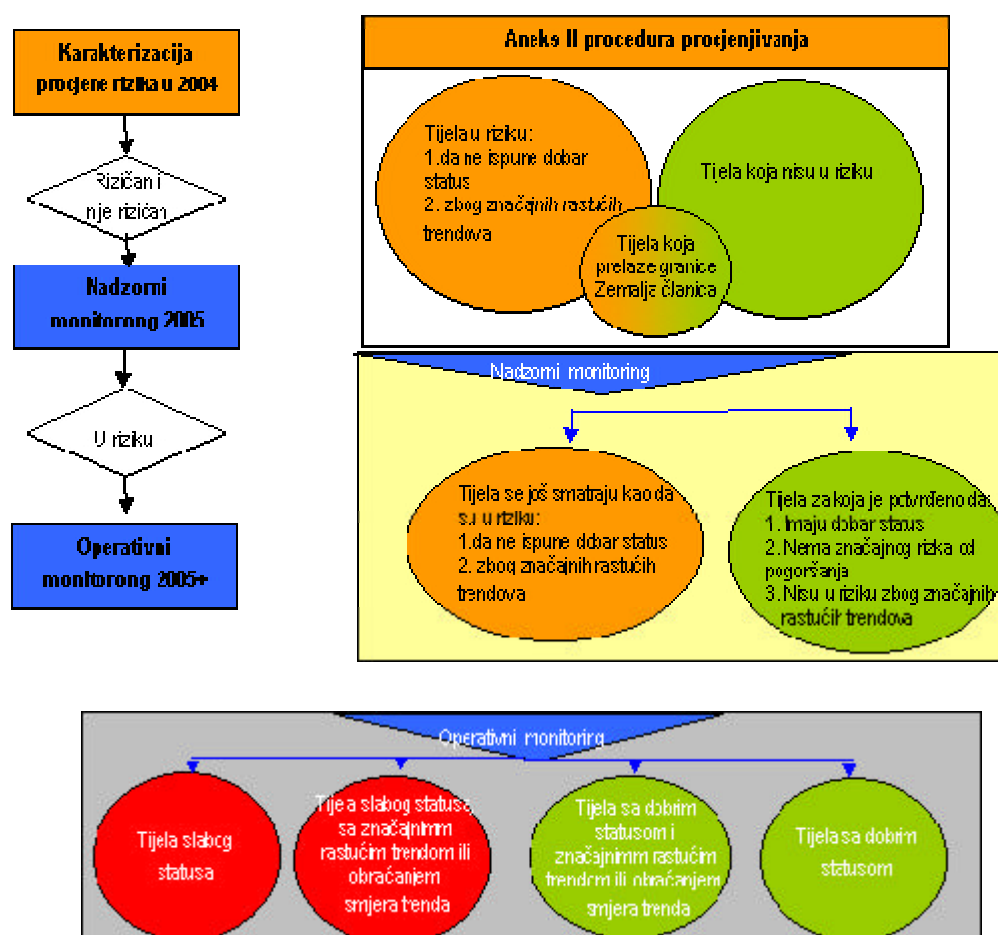 Karakterizacija
procjene rizika u 2004
Rizičan i
nje rizičan
Nadzorni
monitorong 2005
U riziku
Operativni
monitorong 2005+
Aneks II procedura procjenjivanja
Tijela u riziku:
1.da ne ispune dobar
status
2. zbog značajnih rastućih
trendova
Tijela koja nisu u riziku
Tijela koja
prelaze granice
Zemalja članica
Nadzorni monitoring
Tijela se još smatraju kao da
su u riziku:
1.da ne ispune dobar status
2. zbog značajnih rastućih
trendova
Tijela za koja je potvrđeno da:
1. Imaju dobar status
2. Nema značajnog rizka od
pogoršanja
3. Nisu u riziku zbog značajnih
rastućih trendova
Operativni monitoring
Tijela slabog
statusa
Tijela slabog statusa,
sa značajnimm
rastućim trendom ili
obraćanjem
smjera trenda
Tijela sa dobrim
statusom i
značajnimm rastućim
trendom ili obraćanjem
smjera trenda
Tijela sa dobrim
statusom